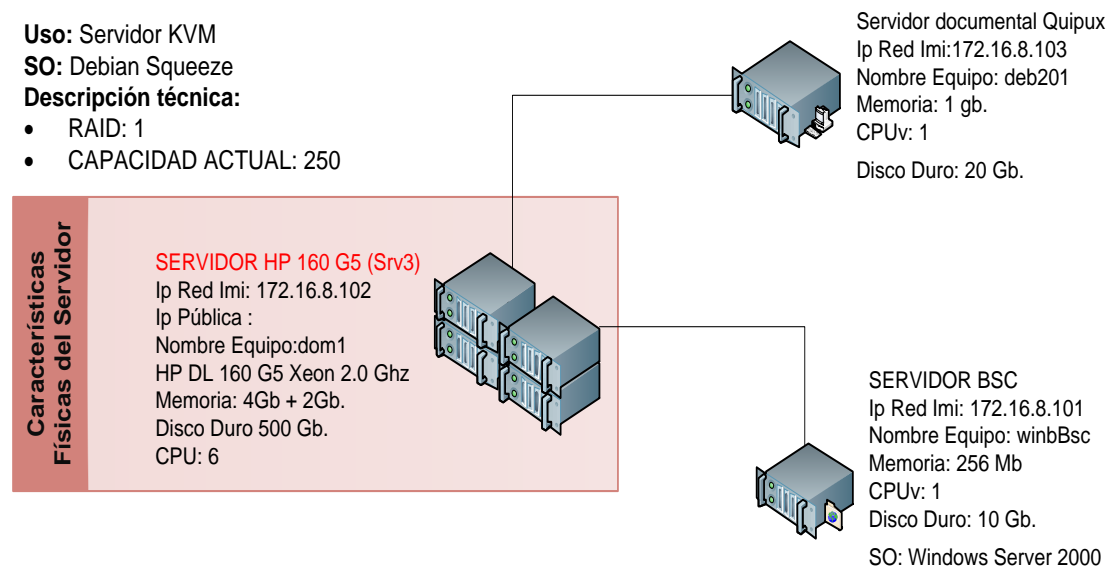 Uso: Servidor KVM
SO: Debian Squeeze
Descripción técnica:
• RAID: 1
• CAPACIDAD ACTUAL: 250
Servidor documental Quipux
Ip Red Imi:172.16.8.103
Nombre Equipo: deb201
Memoria: 1 gb.
CPUv: 1
Disco Duro: 20 Gb.
Características
Físicas del Servidor
SERVIDOR HP 160 G5 (Srv3)
Ip Red Imi: 172.16.8.102
Ip Pública :
Nombre Equipo:dom1
HP DL 160 G5 Xeon 2.0 Ghz
Memoria: 4Gb + 2Gb.
Disco Duro 500 Gb.
CPU: 6
SERVIDOR BSC
Ip Red Imi: 172.16.8.101
Nombre Equipo: winbBsc
Memoria: 256 Mb
CPUv: 1
Disco Duro: 10 Gb.
SO: Windows Server 2000